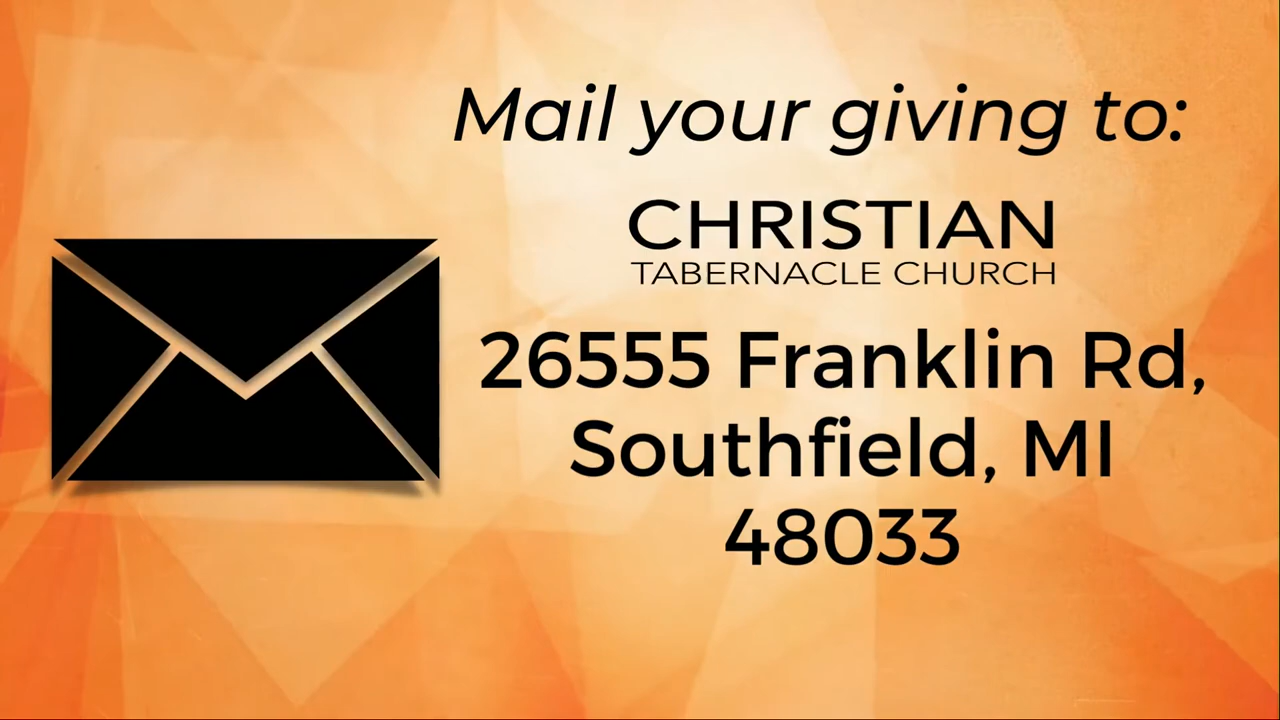 Mail your giving to:
CHRISTIAN
TABERNACLE CHURCH
26555 Franklin Rd,
Southfield, MI
48033